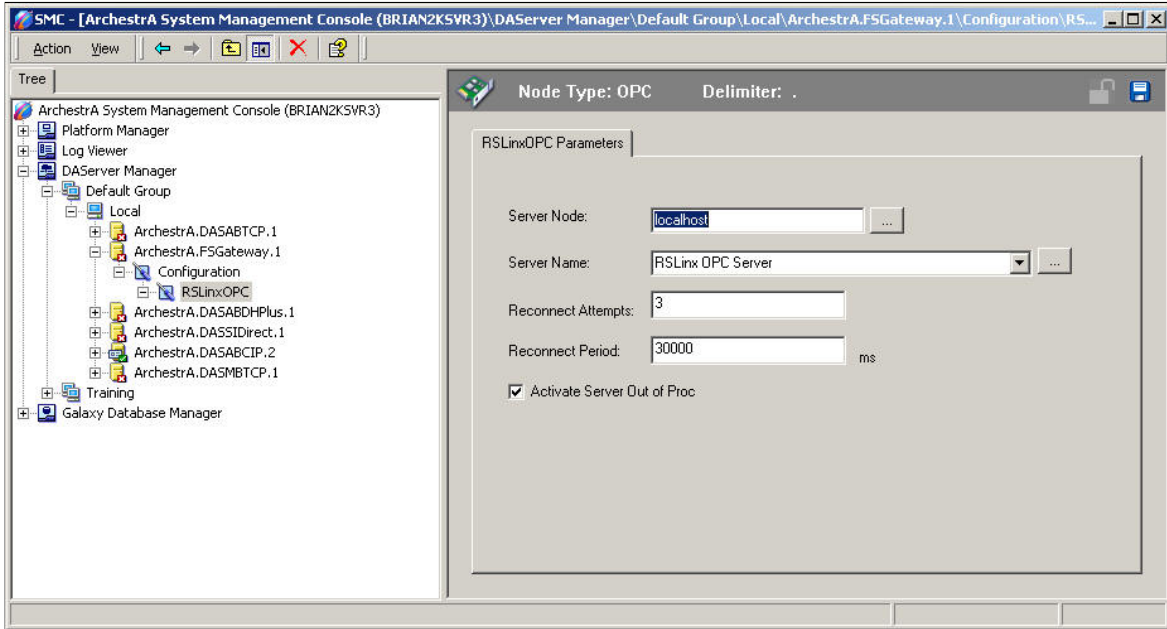 SMC - [ArchestrA System Management Console (BRIAN2KSVR3)\DAServer Manager\Default Group\Local\ArchestrA.FSGateway.1\Configuration\RS...
Action View
Tree
ArchestrA System Management Console (BRIAN2KSVR3)
Platform Manager
Log Viewer
DAServer Manager
Default Group
Local
ArchestrA.DASABTCP.1
ArchestrA.FSGateway.1
Configuration
RSLinxOPC
ArchestrA.DASABDHPlus.1
ArchestrA.DASSIDirect.1
ArchestrA.DASABCIP.2
ArchestrA.DASMBTCP.1
Training
Galaxy Database Manager
Node Type: OPC Delimiter: .
RSLinxOPC Parameters
Server Node: localhost ...
Server Name: RSLinx OPC Server ...
Reconnect Attempts: 3
Reconnect Period: 30000 ms
Activate Server Out of Proc